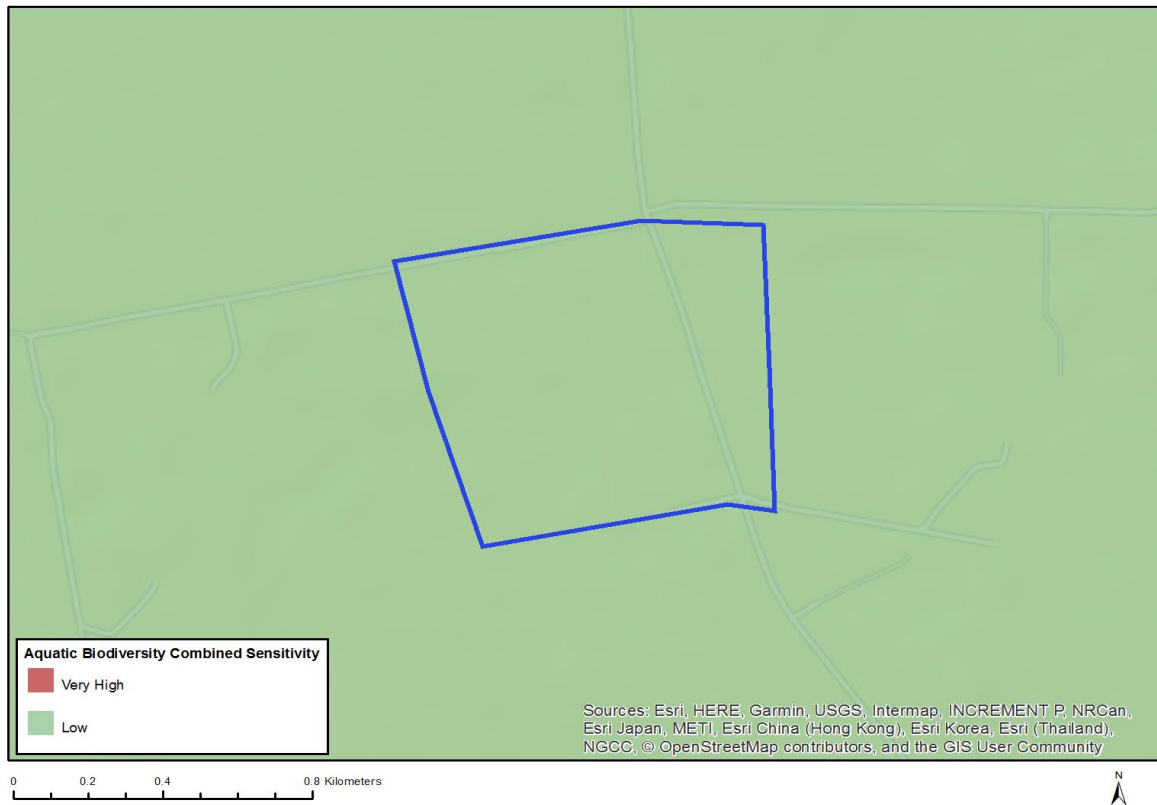 Aquatic Biodiversity Combined Sensitivity
Very High
Low
Sources: Esri, HERE, Garmin, USGS, Intermap, INCREMENT P, NRCan,
Esri Japan, METI, Esri China (Hong Kong), Esri Korea, Esri (Thailand),
NGCC, © OpenStreetMap contributors, and the GIS User Community
0 0.2 0.4 0.8 Kilometers
N